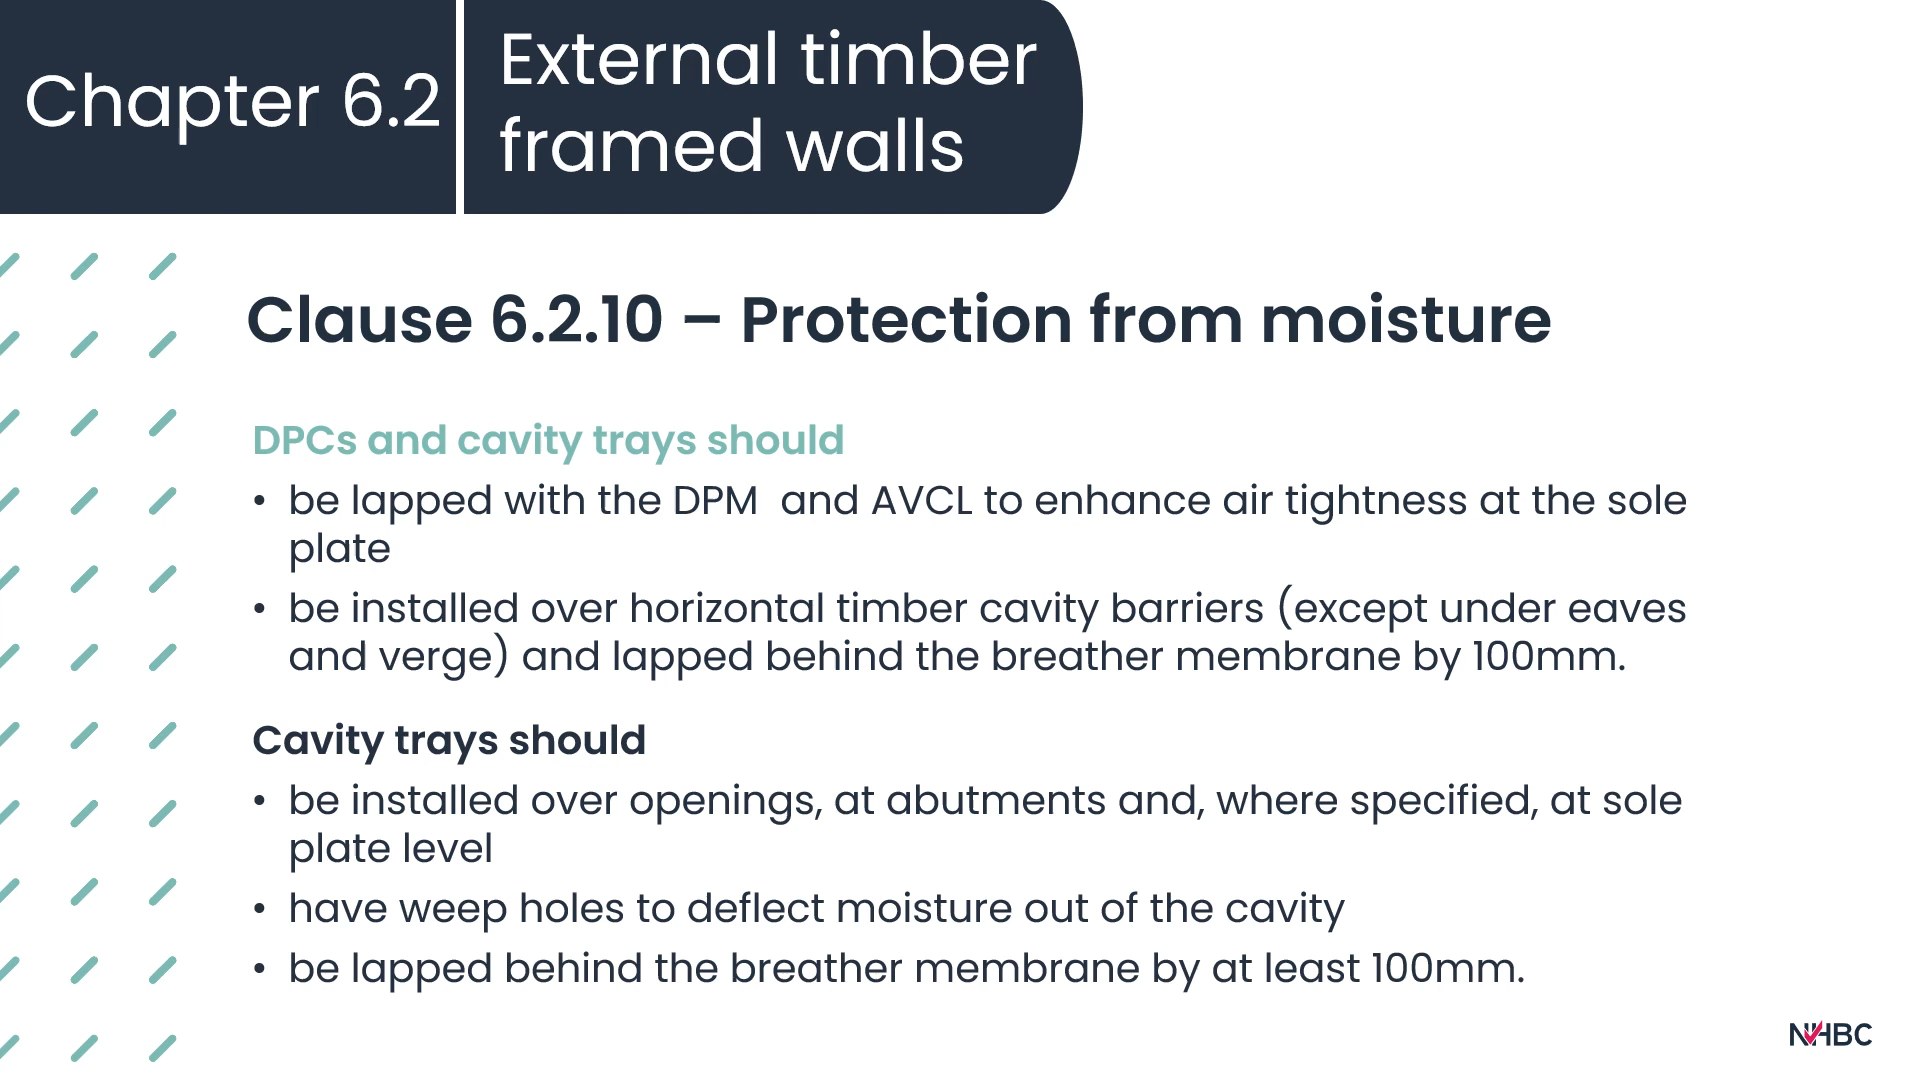 Chapter 6.2
External timber
framed walls
Clause 6.2.10 – Protection from moisture
DPCs and cavity trays should
• be lapped with the DPM  and AVCL to enhance air tightness at the sole
plate
• be installed over horizontal timber cavity barriers (except under eaves
and verge) and lapped behind the breather membrane by 100mm.
Cavity trays should
• be installed over openings, at abutments and, where specified, at sole
plate level
• have weep holes to deflect moisture out of the cavity
• be lapped behind the breather membrane by at least 100mm.
NHBC